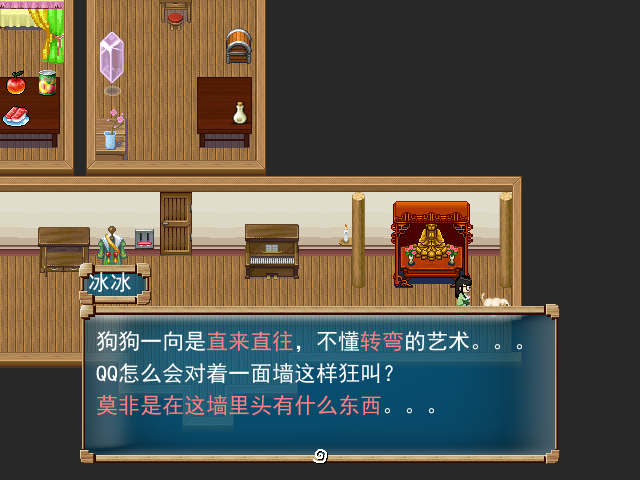 冰冰
狗狗一向是直来直往，不懂转弯的艺术。。。
QQ怎么会对着一面墙这样狂叫？
莫非是在这墙里头有什么东西。。。